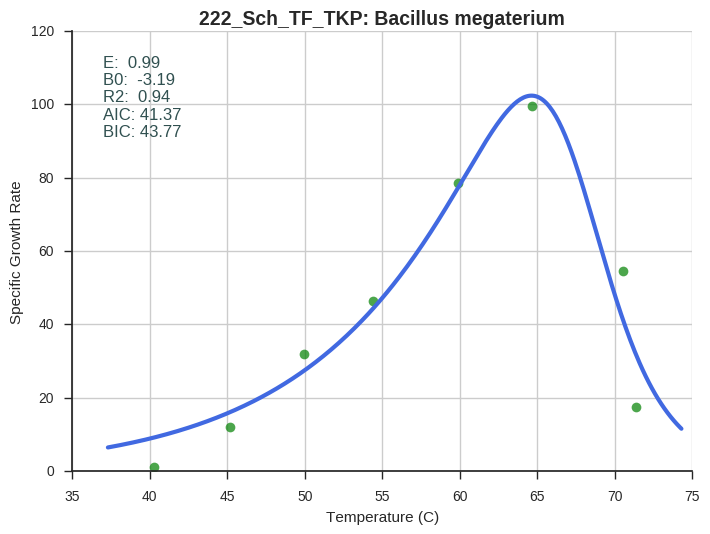 222_Sch_TF_TKP: Bacillus megaterium
E: 0.99
B0: -3.19
R2: 0.94
AIC: 41.37
BIC: 43.77
Specific Growth Rate
120
100
80
60
40
20
0
35 40 45 50 55 60 65 70 75
Temperature (C)